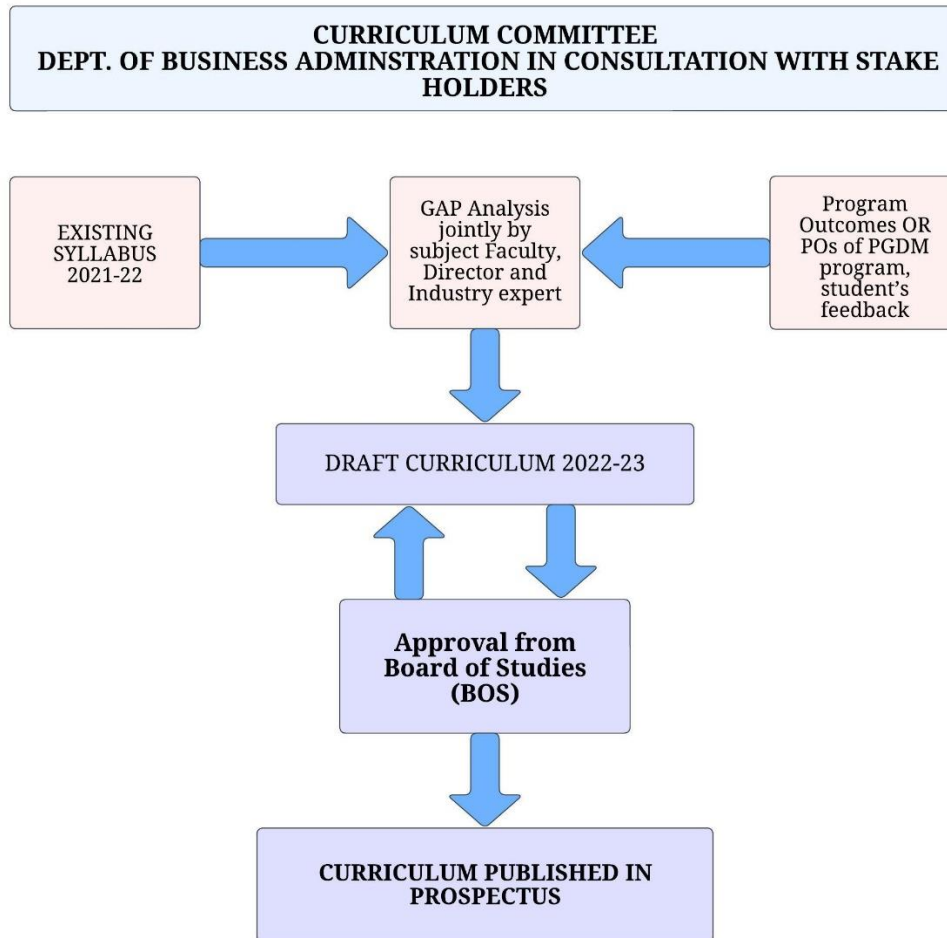 CURRICULUM COMMITTEE
DEPT. OF BUSINESS ADMINSTRATION IN CONSULTATION WITH STAKE
HOLDERS
EXISTING
SYLLABUS
2021-22
GAP Analysis
jointly by
subject Faculty,
Director and
Industry expert
Program
Outcomes OR
POs of PGDM
program,
student’s
feedback
DRAFT CURRICULUM 2022-23
Approval from
Board of Studies
(BOS)
CURRICULUM PUBLISHED IN
PROSPECTUS